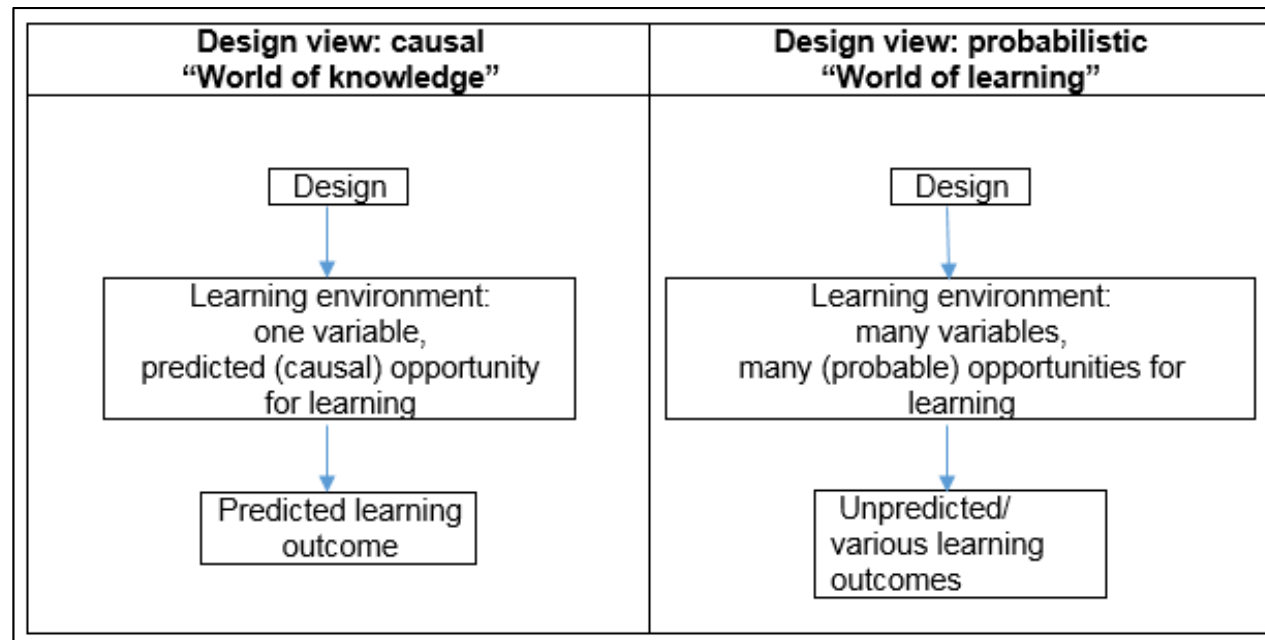 Design view: causal
“World of knowledge”
Design
Learning environment:
one variable,
predicted (causal) opportunity
for learning
Predicted learning
outcome
Design view: probabilistic
“World of learning”
Design
Learning environment:
many variables,
many (probable) opportunities for
learning
Unpredicted/
various learning
outcomes